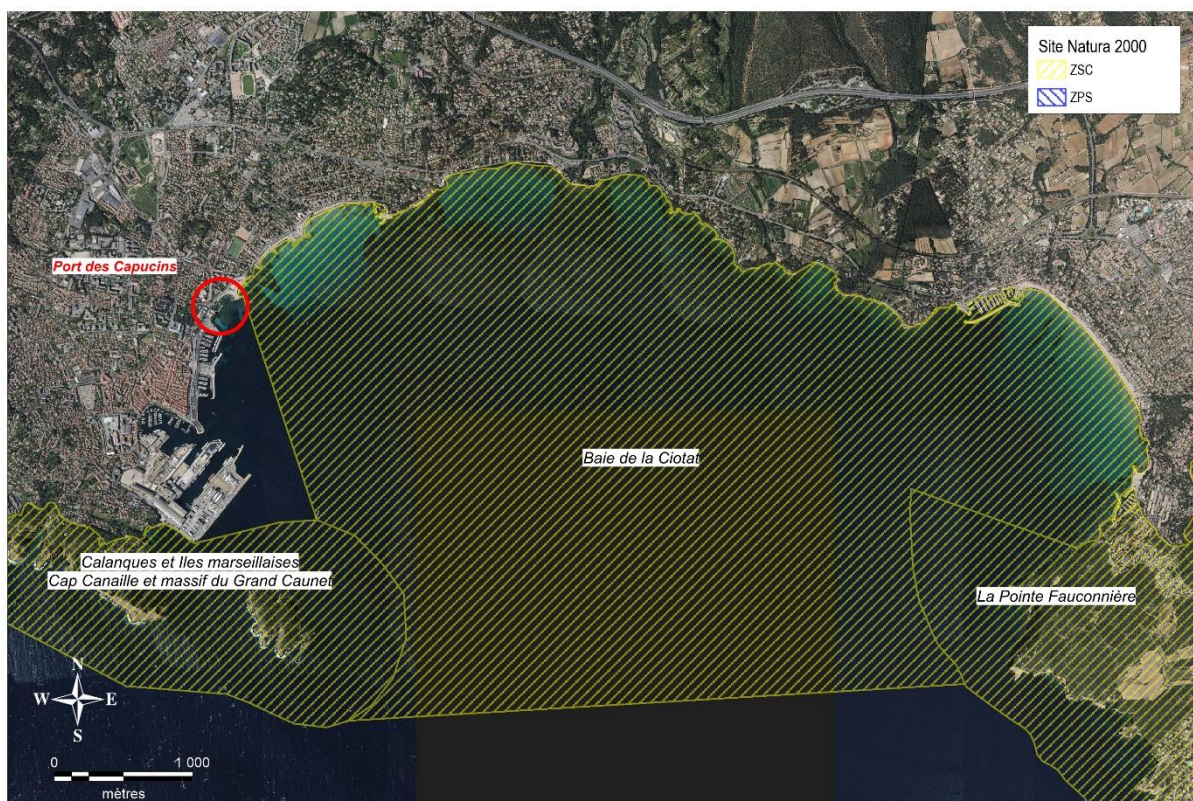 Site Natura 2000
ZSC
ZPS
Port des Capucins
Baie de la Ciotat
Calanques et Iles marseillaises
Cap Canaille et massif du Grand Caunet
La Pointe Fauconnière
N
W E
S
0 1 000
mètres